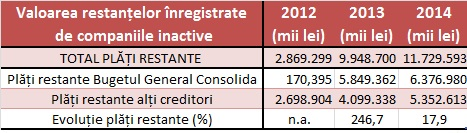 Valoarea restanțelor înregistrate de companiile inactive 2012 (mii lei) 2013 (mii lei) 2014 (mii lei)
TOTAL PLĂȚI RESTANTE 2.869.299 9.948.700 11.729.593
Plăți restante Bugetul General Consolida 170,395 5.849.362 6.376.980
Plăți restante alți creditori 2.698.904 4.099.338 5.352.613
Evoluție plăți restante (%) n.a. 246,7 17,9